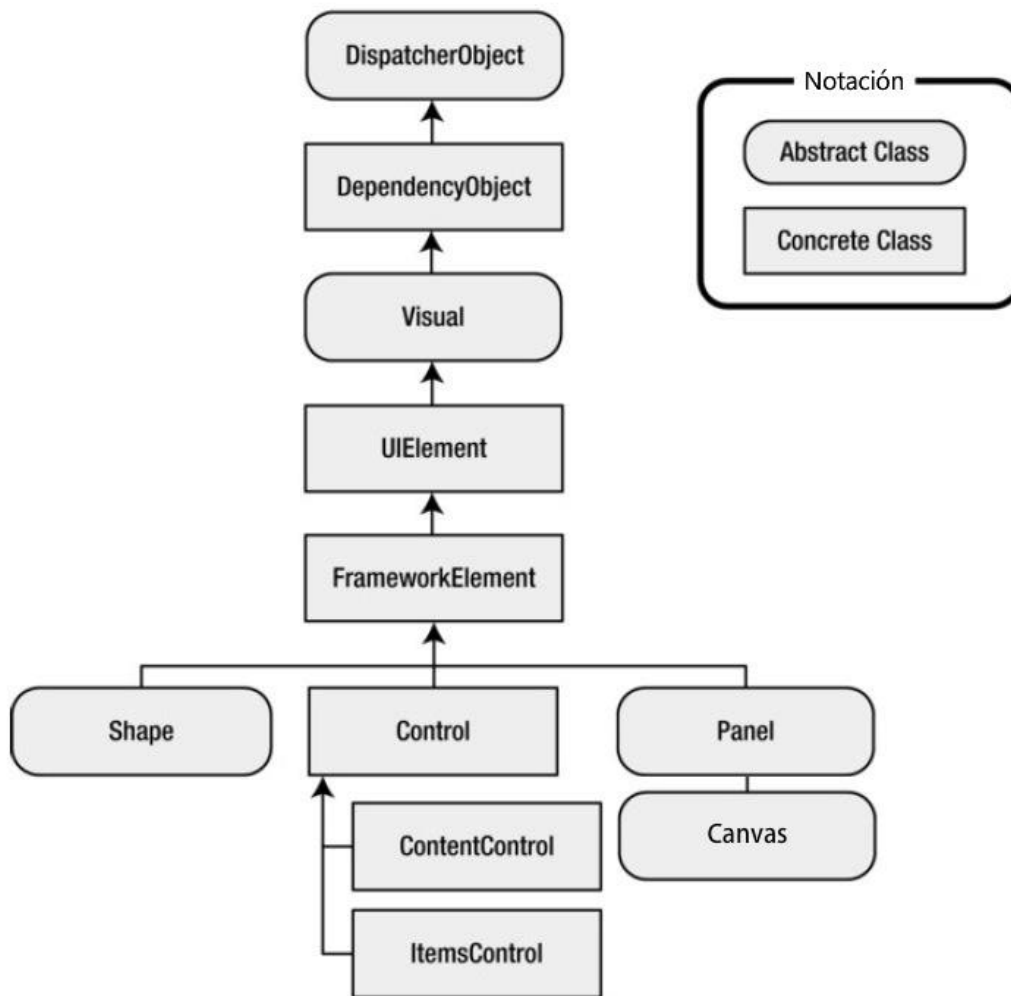 DispatcherObject
Notación
Abstract Class
Concrete Class
DependencyObject
Visual
UIElement
FrameworkElement
Shape
Control
Panel
ContentControl
Canvas
ItemsControl